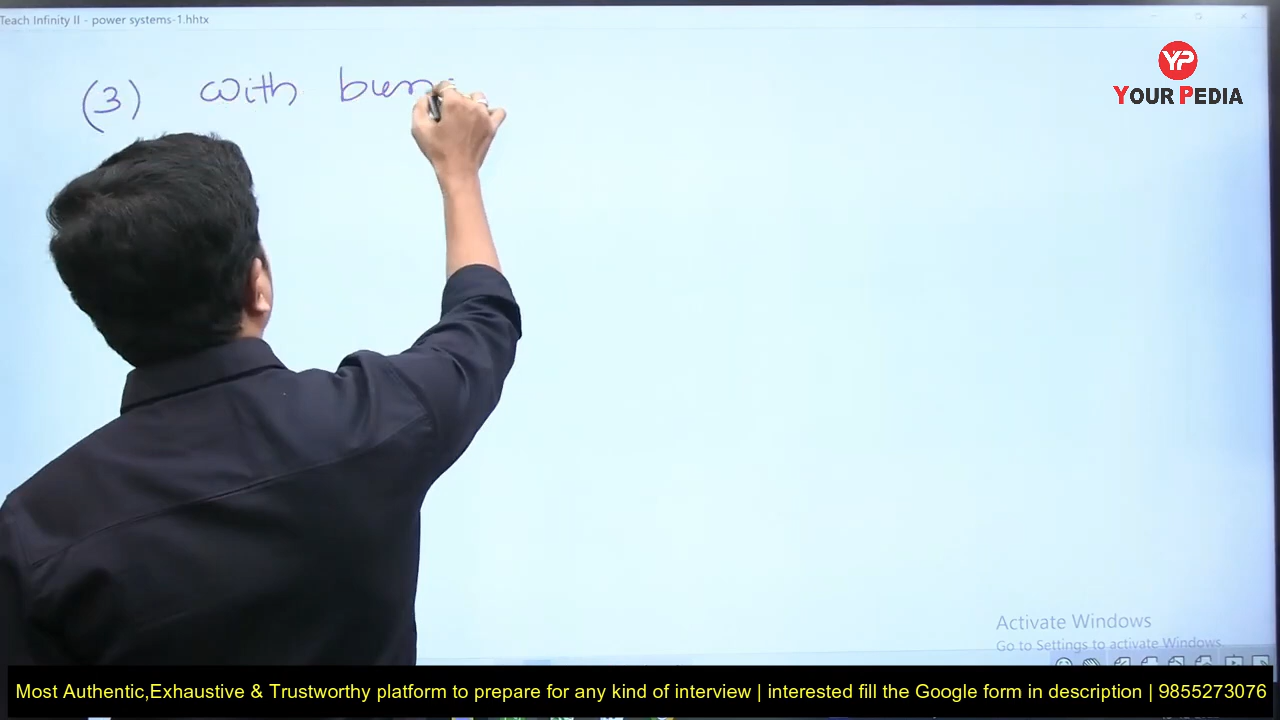 Teach Infinity II - power systems-1.hhtx
YP
YOUR PEDIA
(3) with
Activate Windows
Go to Settings to activate Windows.
Most Authentic,Exhaustive & Trustworthy platform to prepare for any kind of interview | interested fill the Google form in description | 9855273076